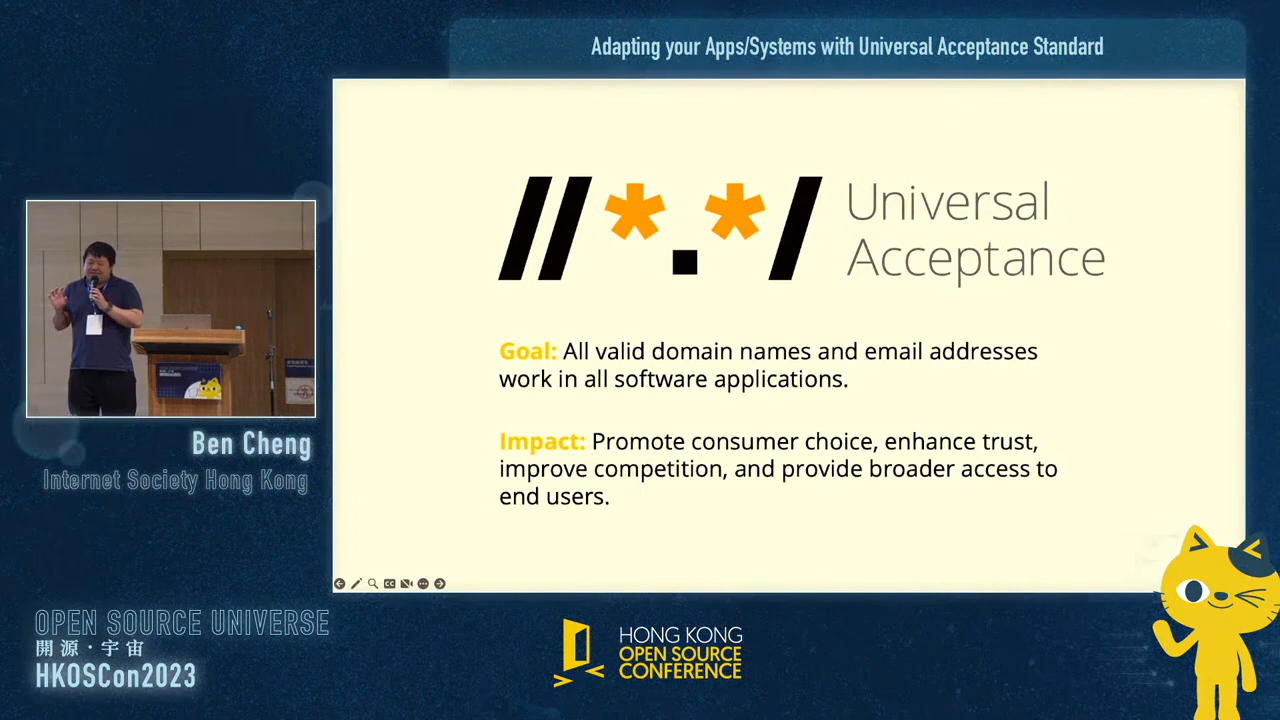 Adapting your Apps/Systems with Universal Acceptance Standard
//*.*/ Universal
Acceptance
Goal: All valid domain names and email addresses
work in all software applications.
Impact: Promote consumer choice, enhance trust,
improve competition, and provide broader access to
end users.
Ben Cheng
Internet Society Hong Kong
OPEN SOURCE UNIVERSE
開源·宇宙
HKOSCon2023
HONG KONG
OPEN SOURCE
CONFERENCE